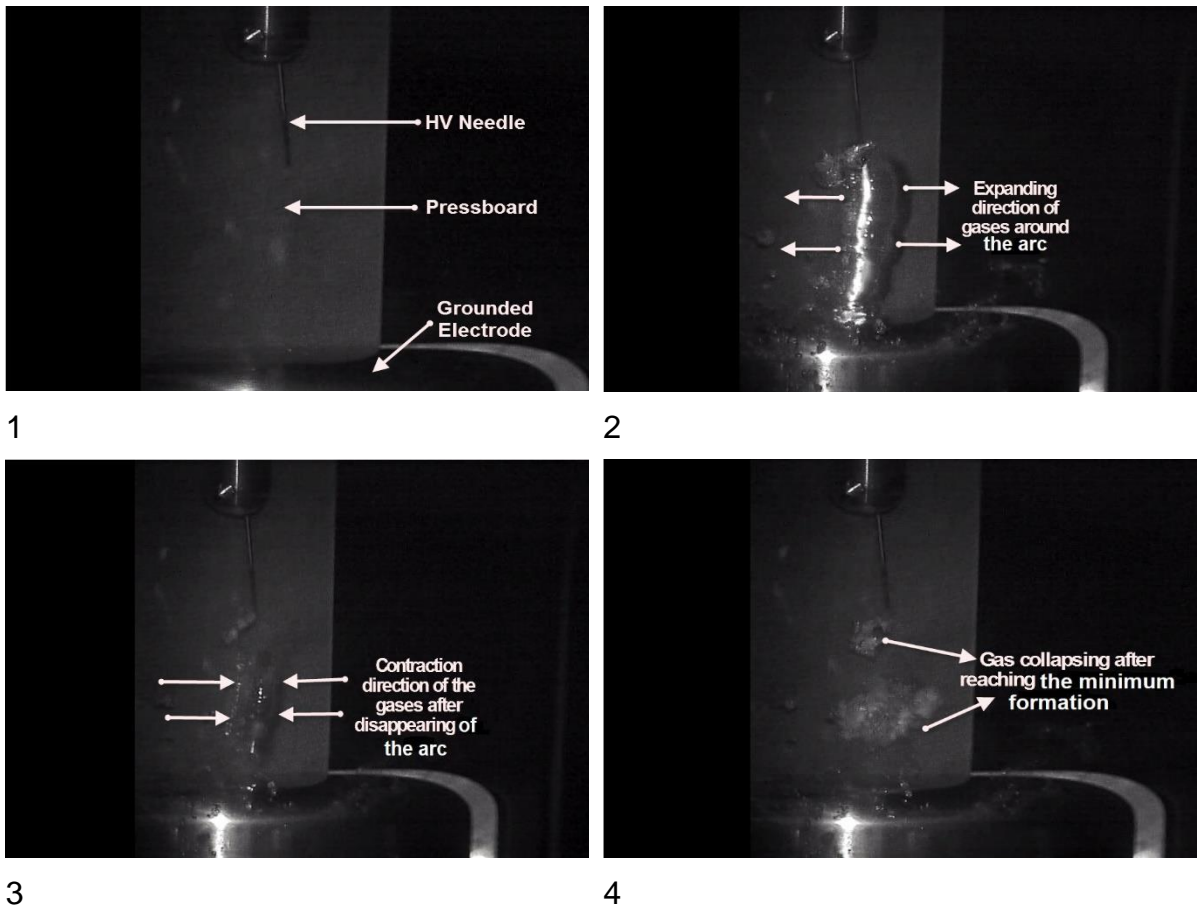 HV Needle
Pressboard
Grounded
Electrode
1
Expanding
direction of
gases around
the arc
2
Contraction
direction of the
gases after
disappearing of
the arc
3
Gas collapsing after
reaching the minimum
formation
4